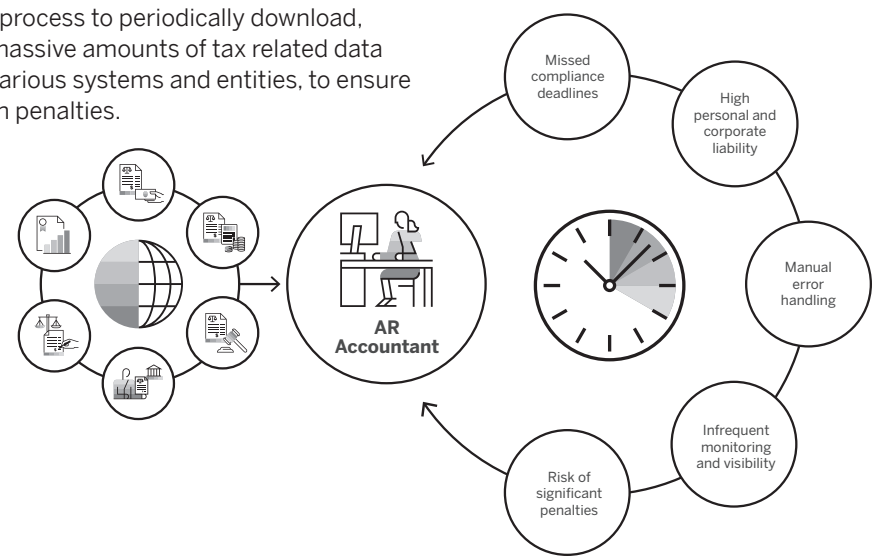 process to periodically download,
massive amounts of tax related data
arious systems and entities, to ensure
n penalties.
Missed
compliance
deadlines
High
personal and
corporate
liability
Manual
error
handling
Infrequent
monitoring
and visibility
Risk of
significant
penalties
AR
Accountant